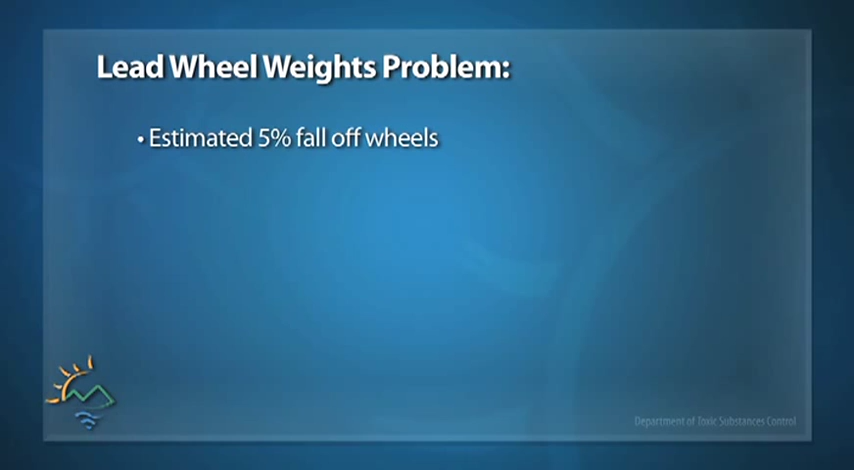 Lead Wheel Weights Problem:
• Estimated 5% fall off wheels
Department of Toxic Substances Control